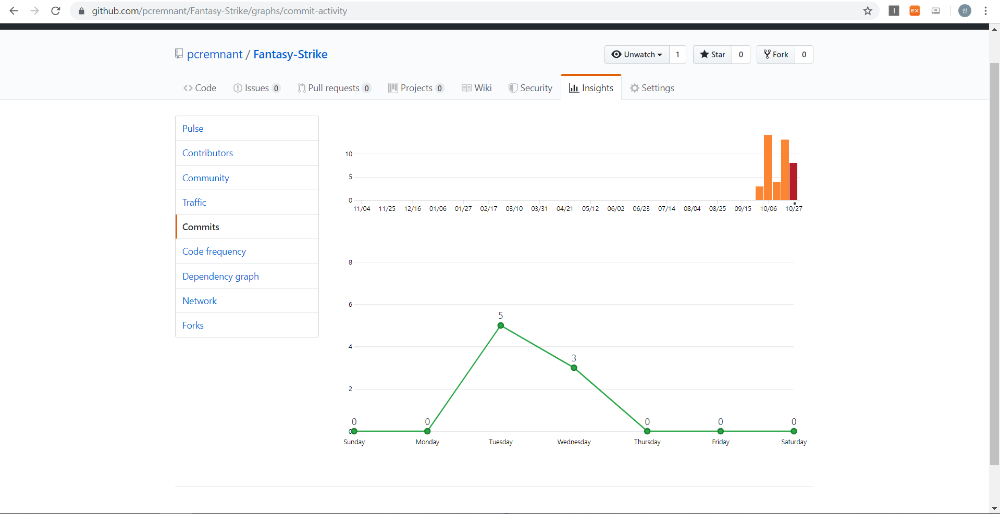 github.com/pcremnant/Fantasy-Strike/graphs/commit-activity
EX
찬
pcremnant / Fantasy-Strike
Unwatch 1 Star 0 Fork 0
Code Issues 0 Pull requests 0 Projects 0 Wiki Security Insights Settings
Pulse
Contributors
Community
Traffic
Commits
Code frequency
Dependency graph
Network
Forks
10
5
0
11/04 11/25 12/16 01/06 01/27 02/17 03/10 03/31 04/21 05/12 06/02 06/23 07/14 08/04 08/25 09/15 10/06 10/27
8
6
5
4
3
2
0 0 0 0 0
0
Sunday Monday Tuesday Wednesday Thursday Friday Saturday